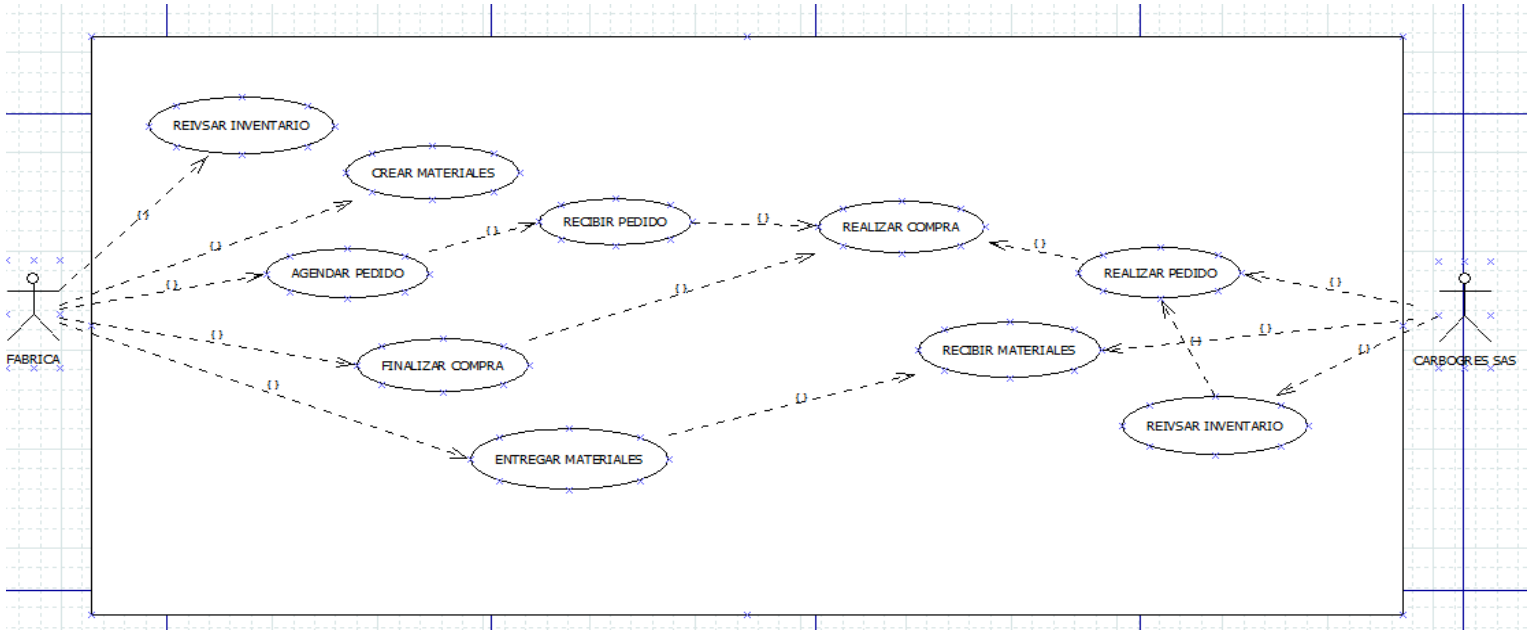 REIVSAR INVENTARIO
CREAR MATERIALES
RECIBIR PEDIDO
REALIZAR COMPRA
AGENDAR PEDIDO
REALIZAR PEDIDO
FABRICA
FINALIZAR COMPRA
RECIBIR MATERIALES
CARBOGRES SAS
REIVSAR INVENTARIO
ENTREGAR MATERIALES
{}
{}
{}
{}
{}
{}
{}
{}
{}
{}
{}
{}
{}
{}